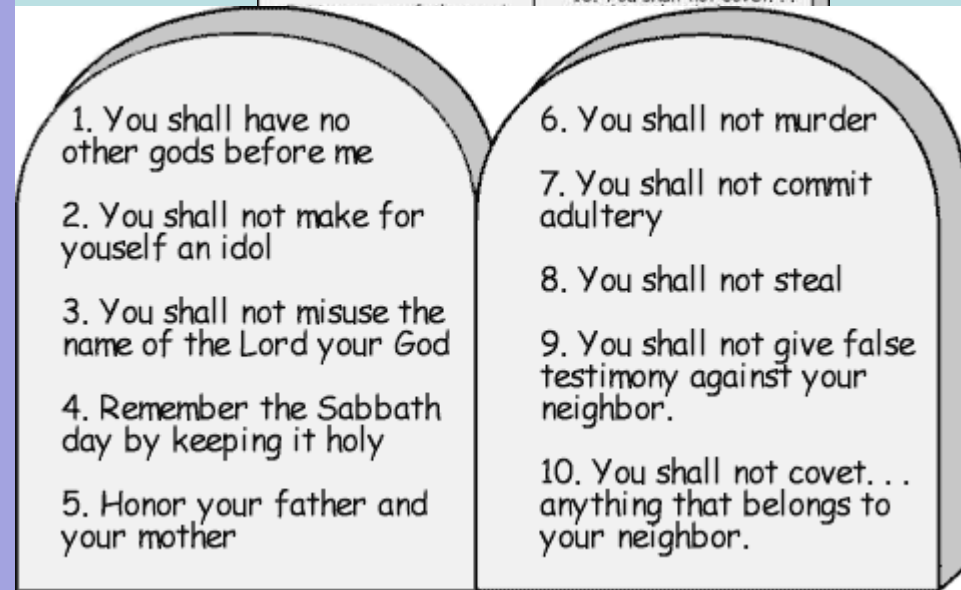 1. You shall have no
other gods before me
2. You shall not make for
youself an idol
3. You shall not misuse the
name of the Lord your God
4. Remember the Sabbath
day by keeping it holy
5. Honor your father and
your mother
6. You shall not murder
7. You shall not commit
adultery
8. You shall not steal
9. You shall not give false
testimony against your
neighbor.
10. You shall not covet. . .
anything that belongs to
your neighbor.